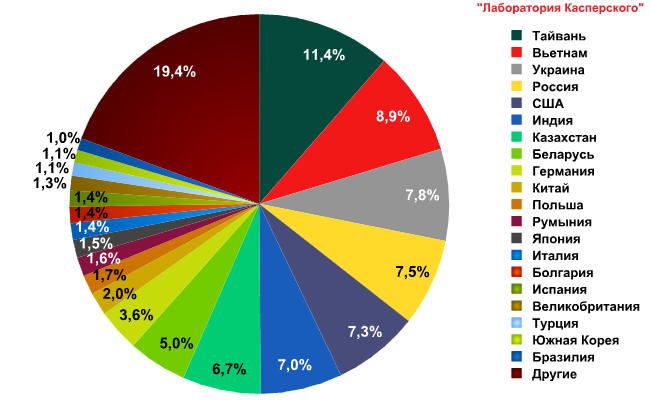 "Лаборатория Касперского"
11,4%
8,9%
7,8%
7,5%
7,3%
7,0%
6,7%
5,0%
3,6%
2,0%
1,7%
1,6%
1,5%
1,4%
1,4%
1,4%
1,3%
1,1%
1,1%
1,0%
19,4%
Тайвань
Вьетнам
Украина
Россия
США
Индия
Казахстан
Беларусь
Германия
Китай
Польша
Румыния
Япония
Италия
Болгария
Испания
Великобритания
Турция
Южная Корея
Бразилия
Другие